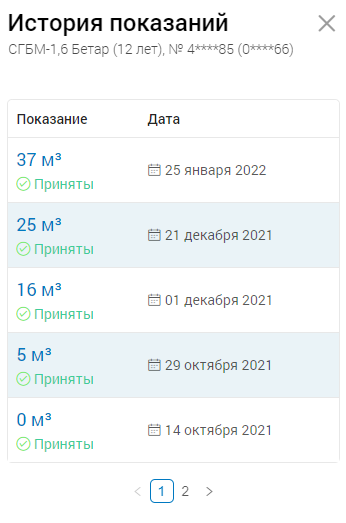 История показаний
СГБМ-1,6 Бетар (12 лет), № 4****85 (0****66)
Показание Дата
37 м³
Приняты
25 января 2022
25 м³
Приняты
21 декабря 2021
16 м³
Приняты
01 декабря 2021
5 м³
Приняты
29 октября 2021
0 м³
Приняты
14 октября 2021
1 2